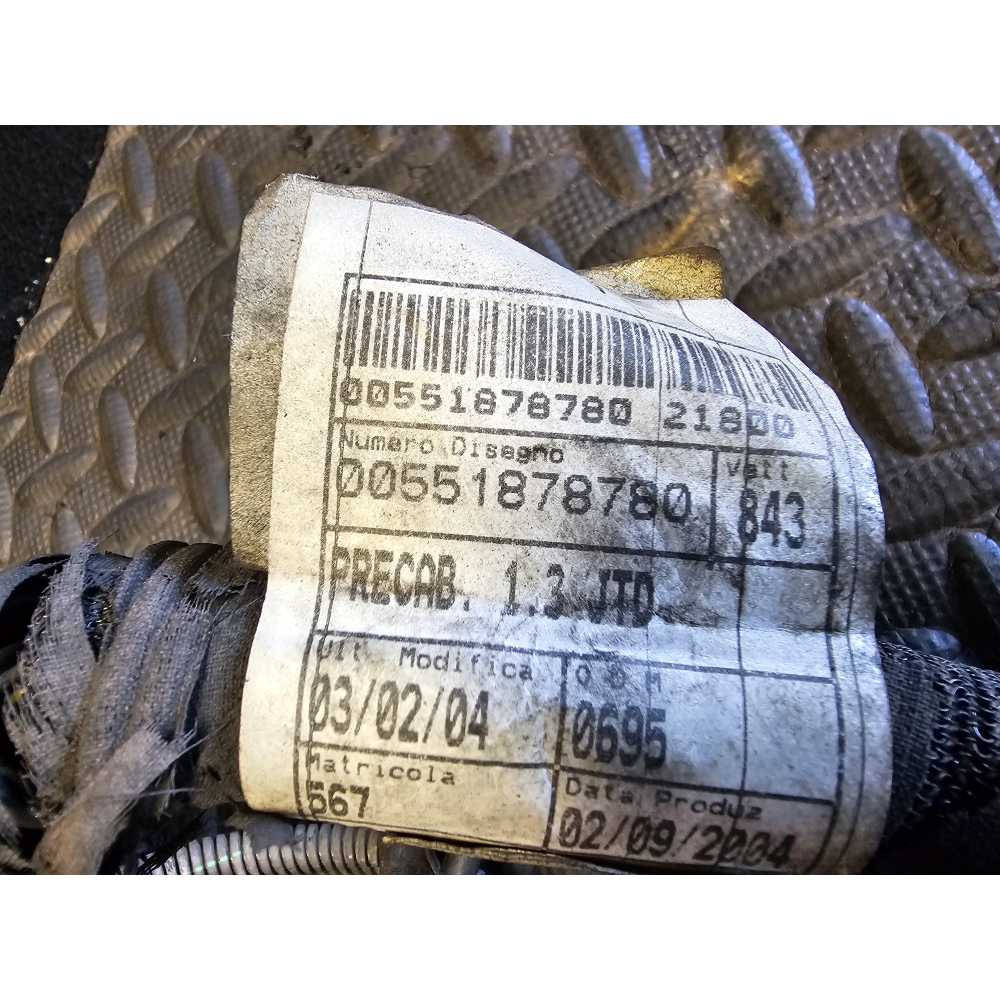 00551878780 21800
Numero Disegno Vett
00551878780 843
PRECAB. 1.3 JTD
Ult Modifica O D M
03/02/04 0695
Matricola Data Produz
567 02/09/2004